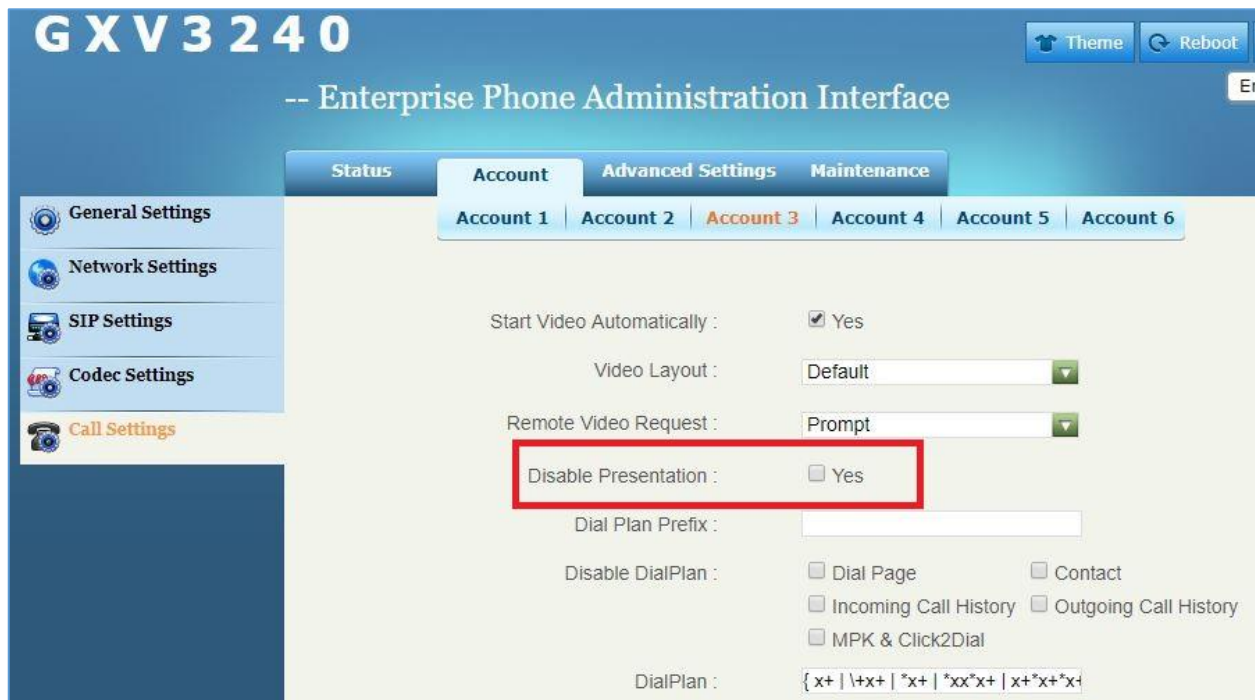 GXV3240
Theme
Reboot
-- Enterprise Phone Administration Interface
Status
Account
Advanced Settings
Maintenance
General Settings
Network Settings
SIP Settings
Codec Settings
Call Settings
Account 1 | Account 2 | Account 3 | Account 4 | Account 5 | Account 6
Start Video Automatically : Yes
Video Layout : Default
Remote Video Request : Prompt
Disable Presentation : Yes
Dial Plan Prefix :
Disable DialPlan : Dial Page Contact
Incoming Call History Outgoing Call History
MPK & Click2Dial
DialPlan : { x+ | \+x+ | *x+ | *xx*x+ | x+*x+*x+